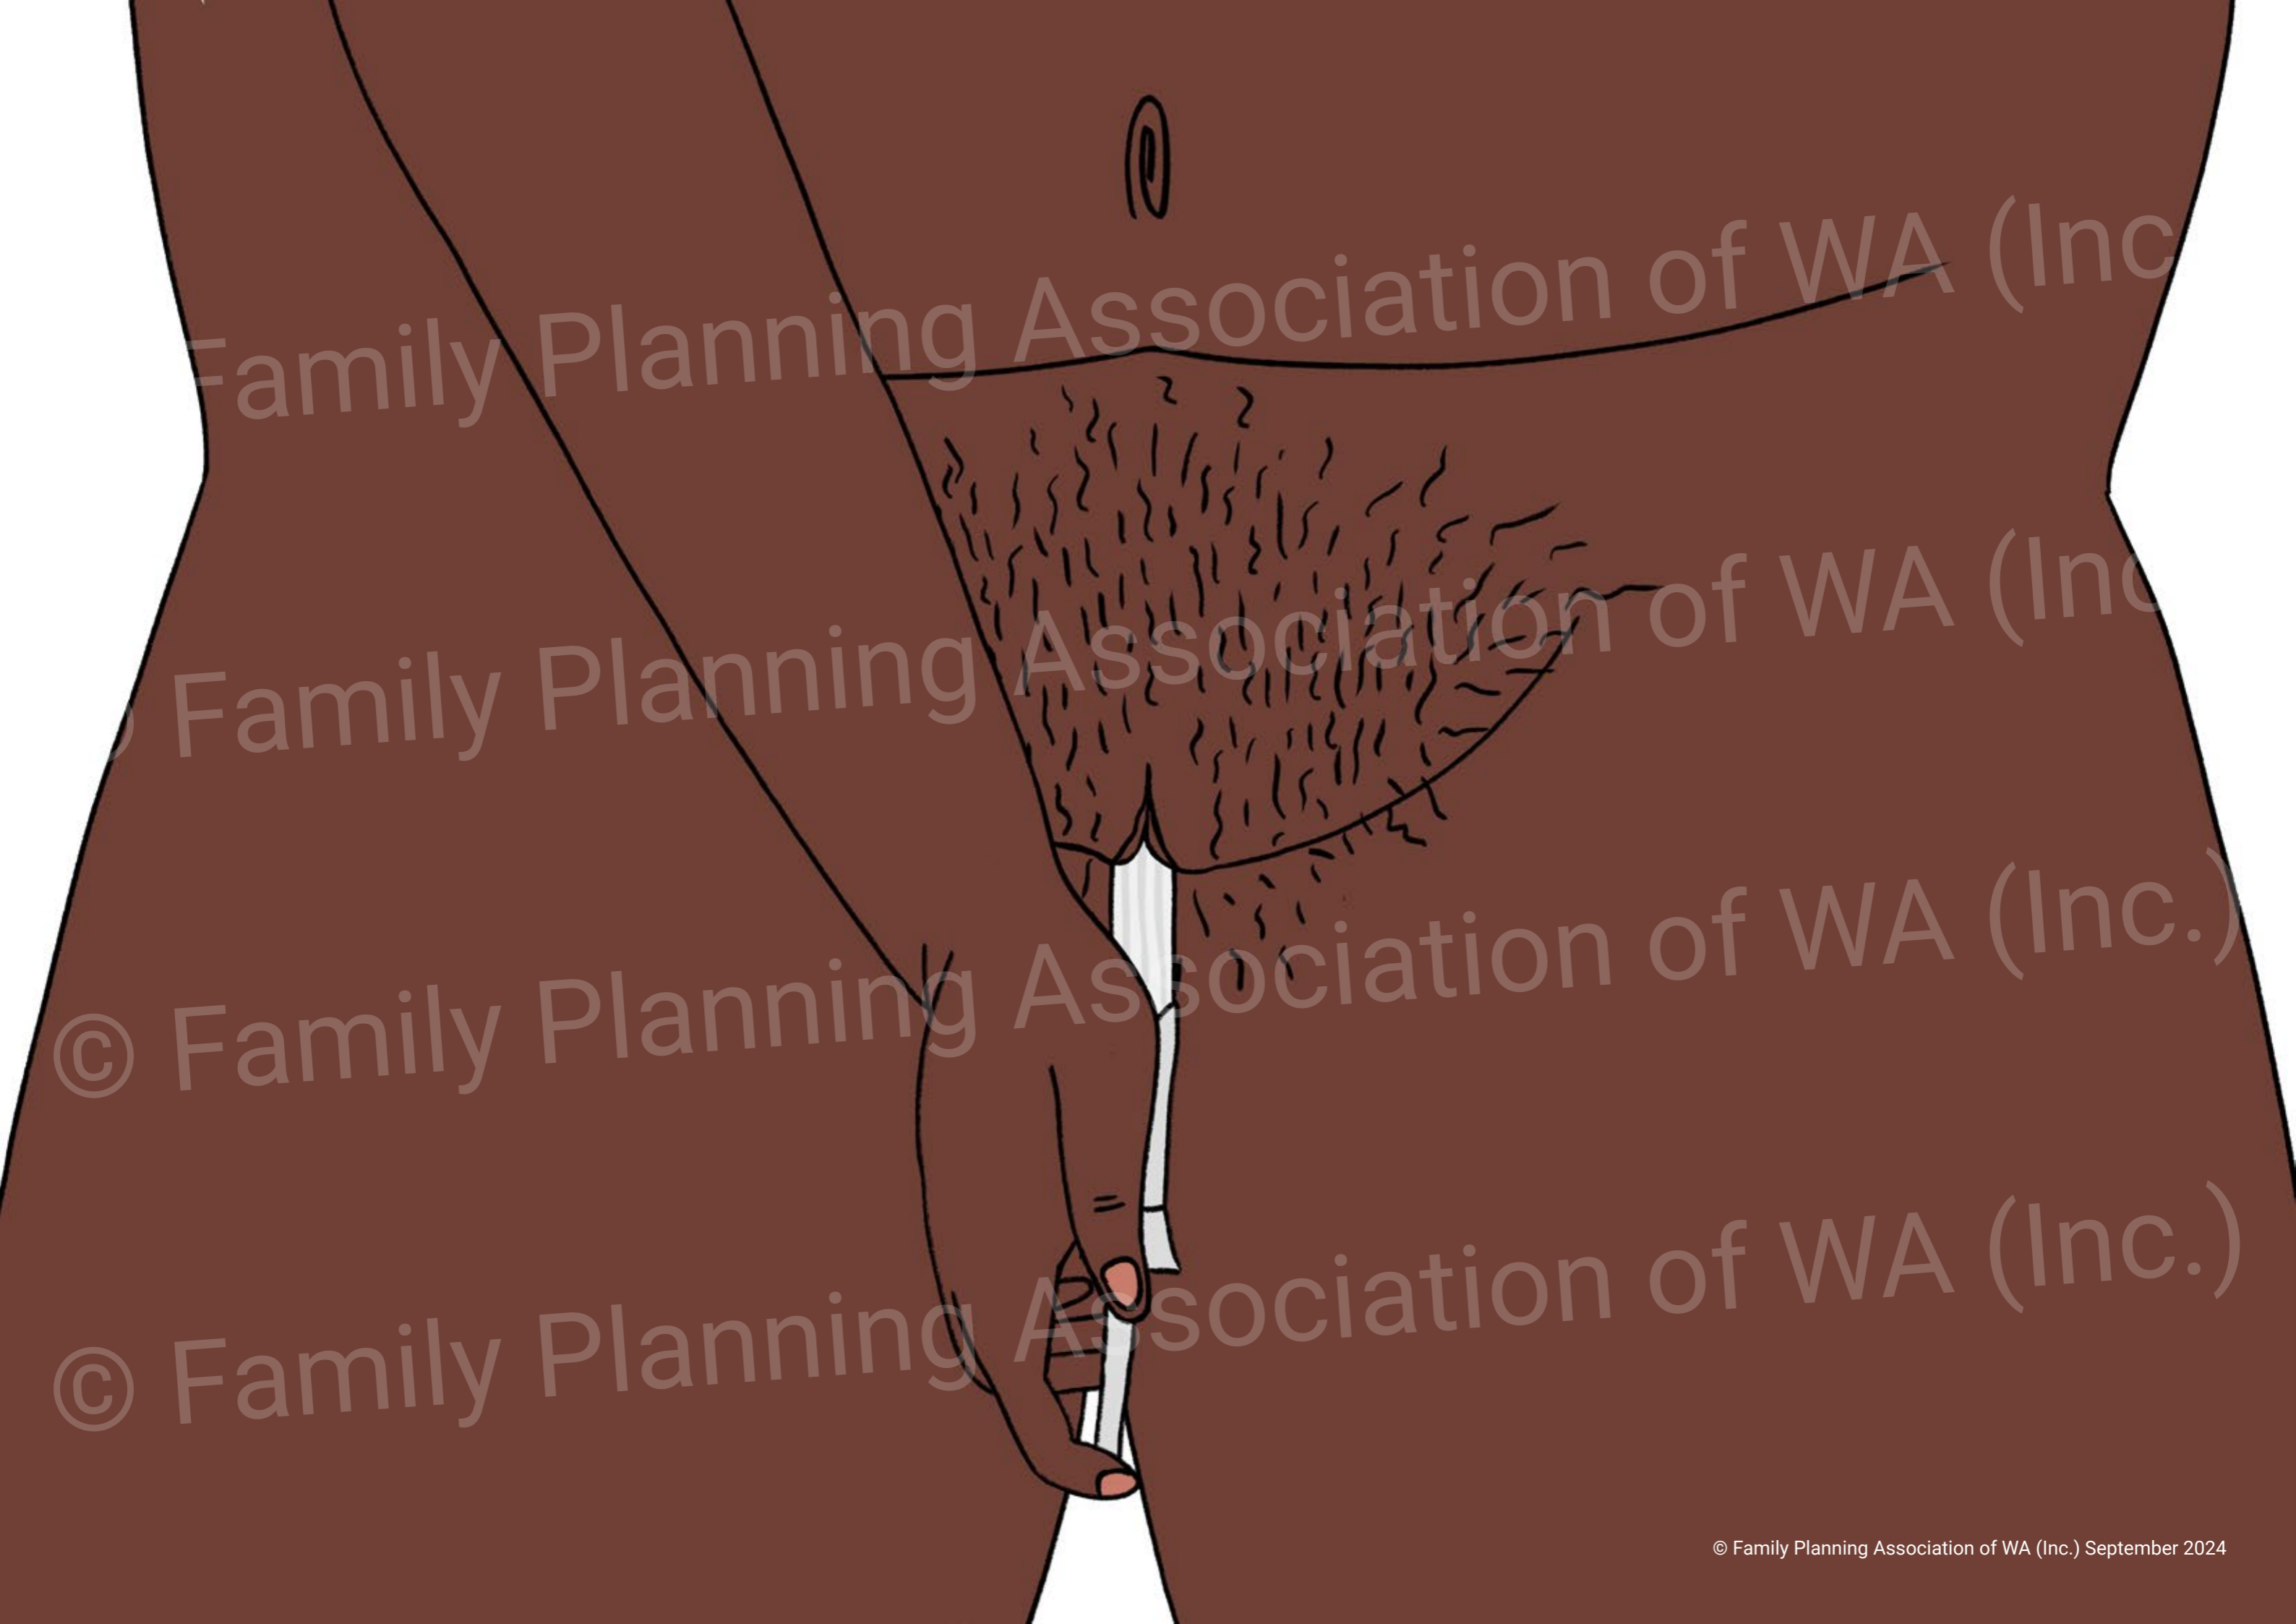 Family Planning Association of WA (Inc
) Family Planning Association of WA (Inc
© Family Planning Association of WA (Inc.)
© Family Planning Association of WA (Inc.)
© Family Planning Association of WA (Inc.) September 2024